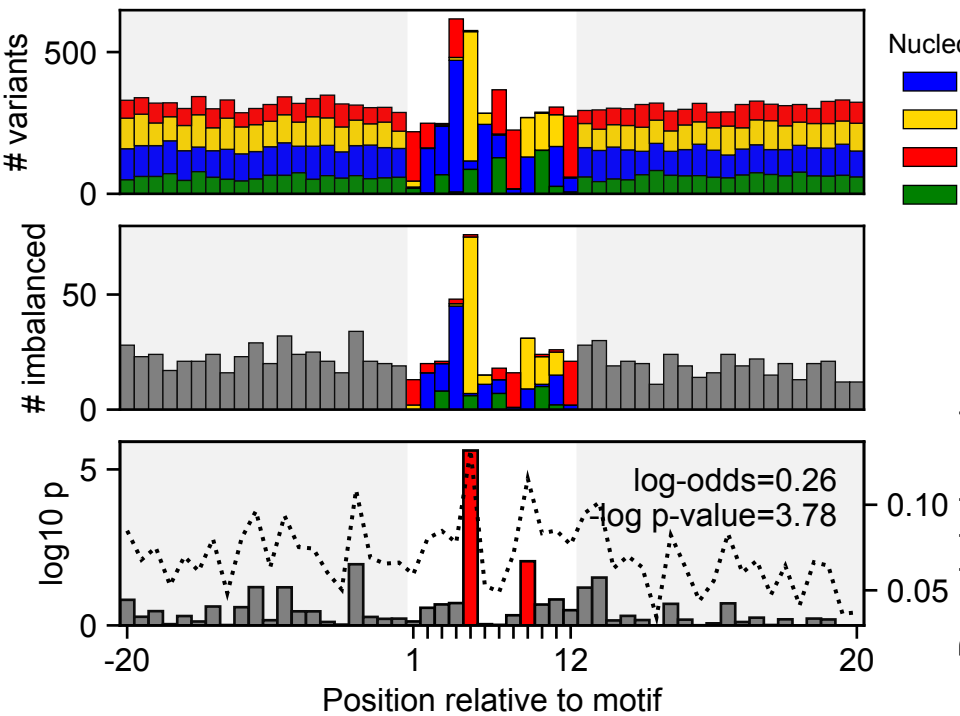 # variants
500
0
Nucleo
# imbalanced
50
0
log10 p
5
0
log-odds=0.26
-log p-value=3.78
0.10
0.05
-20
1
12
20
Position relative to motif